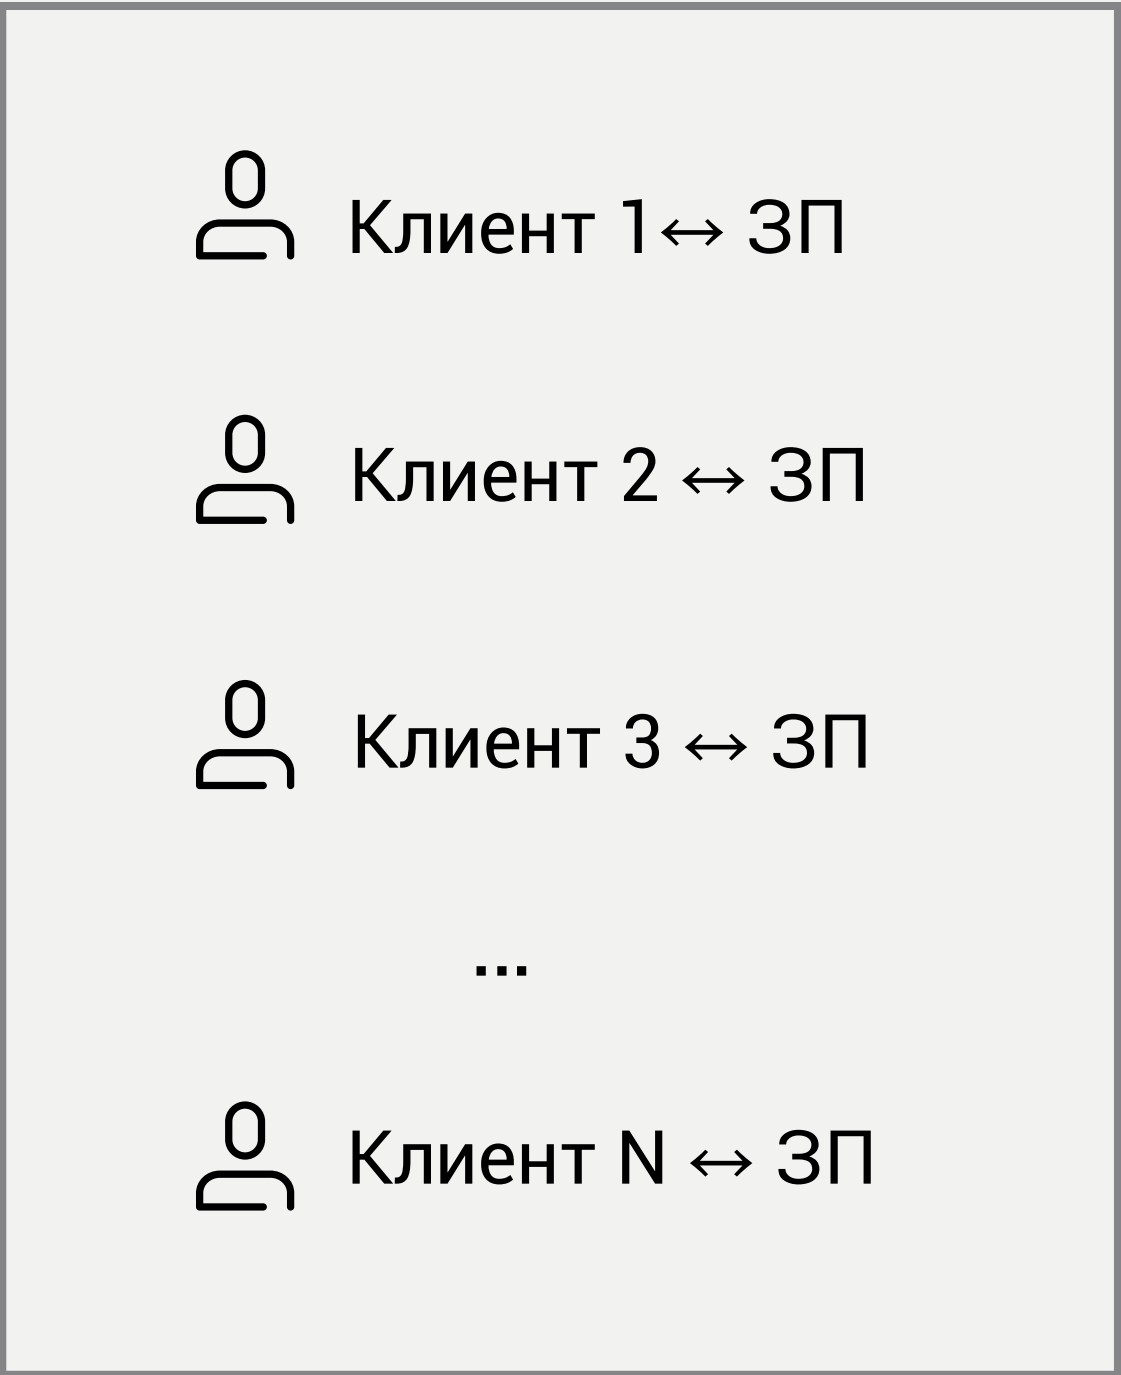 Клиент 1↔ ЗП
Клиент 2 ↔ ЗП
Клиент 3 ↔ ЗП
...
Клиент N ↔ ЗП